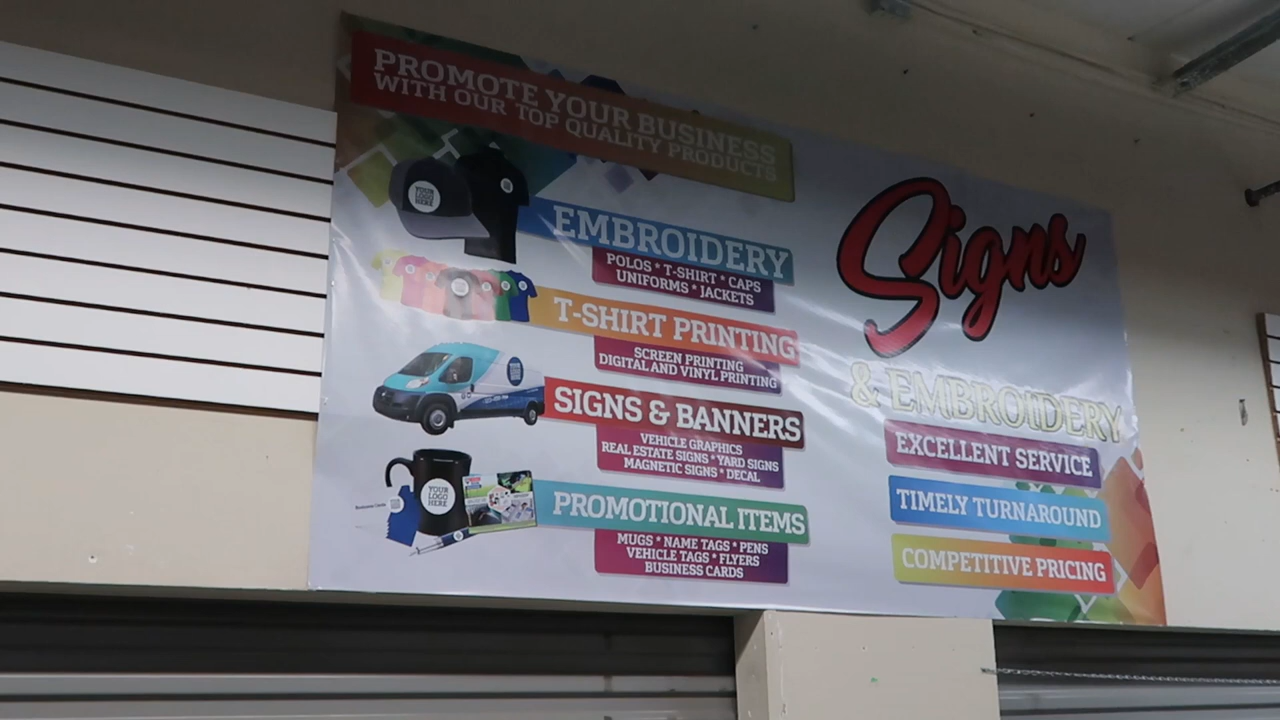 PROMOTE YOUR BUSINESS
WITH OUR TOP QUALITY PRODUCTS
YOUR
LOGO
HERE
EMBROIDERY
POLOS * T-SHIRT * CAPS
UNIFORMS * JACKETS
T-SHIRT PRINTING
SCREEN PRINTING
DIGITAL AND VINYL PRINTING
SIGNS & BANNERS
VEHICLE GRAPHICS
REAL ESTATE SIGNS * YARD SIGNS
MAGNETIC SIGNS * DECAL
YOUR
LOGO
HERE
PROMOTIONAL ITEMS
MUGS * NAME TAGS * PENS
VEHICLE TAGS * FLYERS
BUSINESS CARDS
Signs
& EMBROIDERY
EXCELLENT SERVICE
TIMELY TURNAROUND
COMPETITIVE PRICING